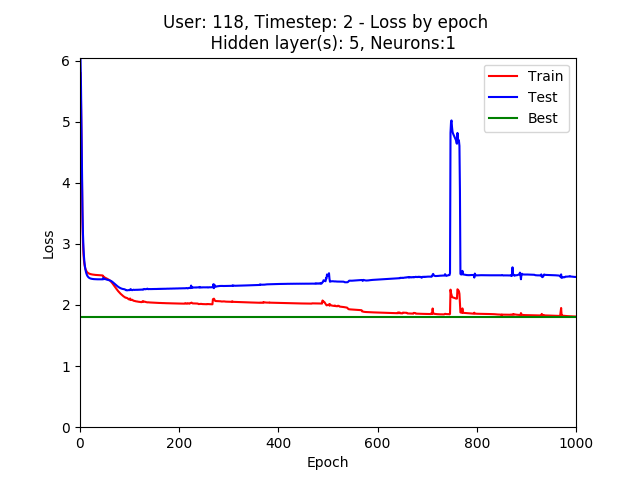 User: 118, Timestep: 2 - Loss by epoch
Hidden layer(s): 5, Neurons:1
Train
Test
Best
6
5
4
3
2
1
0
Loss
0 200 400 600 800 1000
Epoch